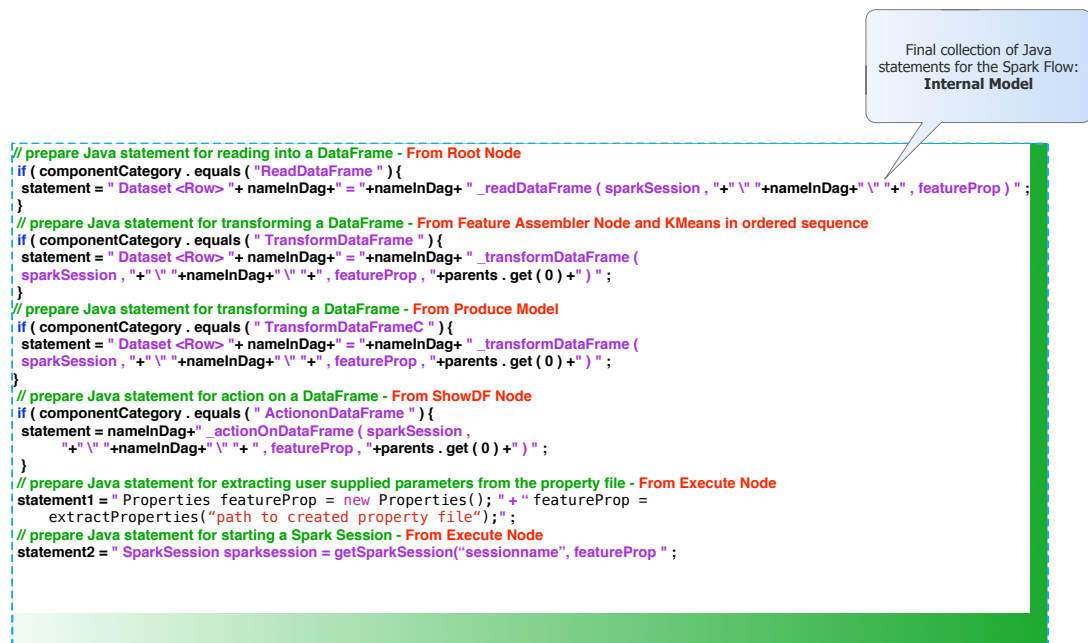 Final collection of Java
statements for the Spark Flow:
Internal Model
// prepare Java statement for reading into a DataFrame - From Root Node
if ( componentCategory . equals ( "ReadDataFrame " ) {
statement = " Dataset <Row> "+ nameInDag+" = "+nameInDag+ " _readDataFrame ( sparkSession , "+" \" "+nameInDag+" \" "+" , featureProp ) " ;
}
// prepare Java statement for transforming a DataFrame - From Feature Assembler Node and KMeans in ordered sequence
if ( componentCategory . equals ( " TransformDataFrame " ) {
statement = " Dataset <Row> "+ nameInDag+" = "+nameInDag+ " _transformDataFrame (
sparkSession , "+" \" "+nameInDag+" \" "+" , featureProp , "+parents . get ( 0 ) +" ) " ;
}
// prepare Java statement for transforming a DataFrame - From Produce Model
if ( componentCategory . equals ( " TransformDataFrameC " ) {
statement = " Dataset <Row> "+ nameInDag+" = "+nameInDag+ " _transformDataFrame (
sparkSession , "+" \" "+nameInDag+" \" "+" , featureProp , "+parents . get ( 0 ) +" ) " ;
}
// prepare Java statement for action on a DataFrame - From ShowDF Node
if ( componentCategory . equals ( " ActiononDataFrame " ) {
statement = nameInDag+" _actionOnDataFrame ( sparkSession ,
"+" \" "+nameInDag+" \" "+ " , featureProp , "+parents . get ( 0 ) +" ) " ;
}
// prepare Java statement for extracting user supplied parameters from the property file - From Execute Node
statement1 = " Properties featureProp = new Properties(); " + “ featureProp =
extractProperties(“path to created property file“);" ;
// prepare Java statement for starting a Spark Session - From Execute Node
statement2 = " SparkSession sparksession = getSparkSession(“sessionname”, featureProp " ;